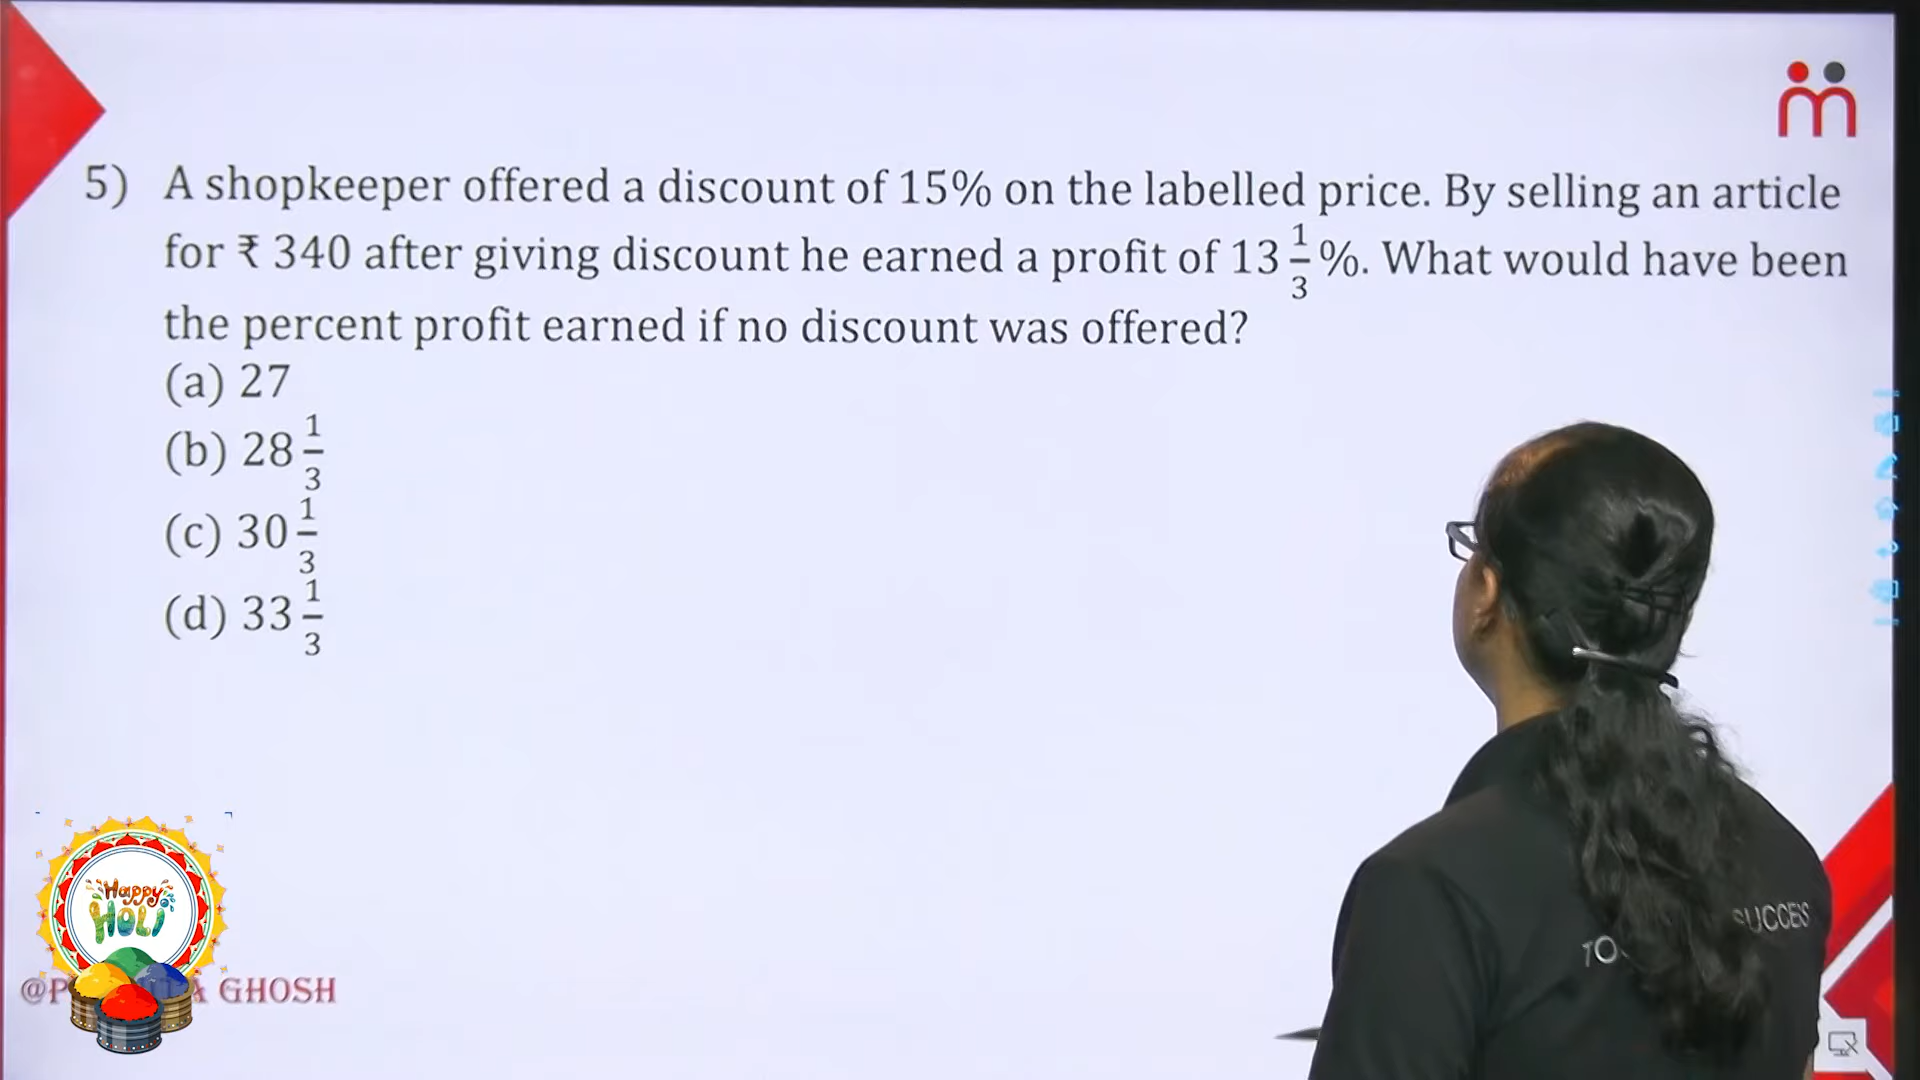 5) A shopkeeper offered a discount of 15% on the labelled price. By selling an article
for ₹ 340 after giving discount he earned a profit of 13 1/3 %. What would have been
the percent profit earned if no discount was offered?
(a) 27
(b) 28 1/3
(c) 30 1/3
(d) 33 1/3
Happy
HOLI
GHOSH
SUCCESS